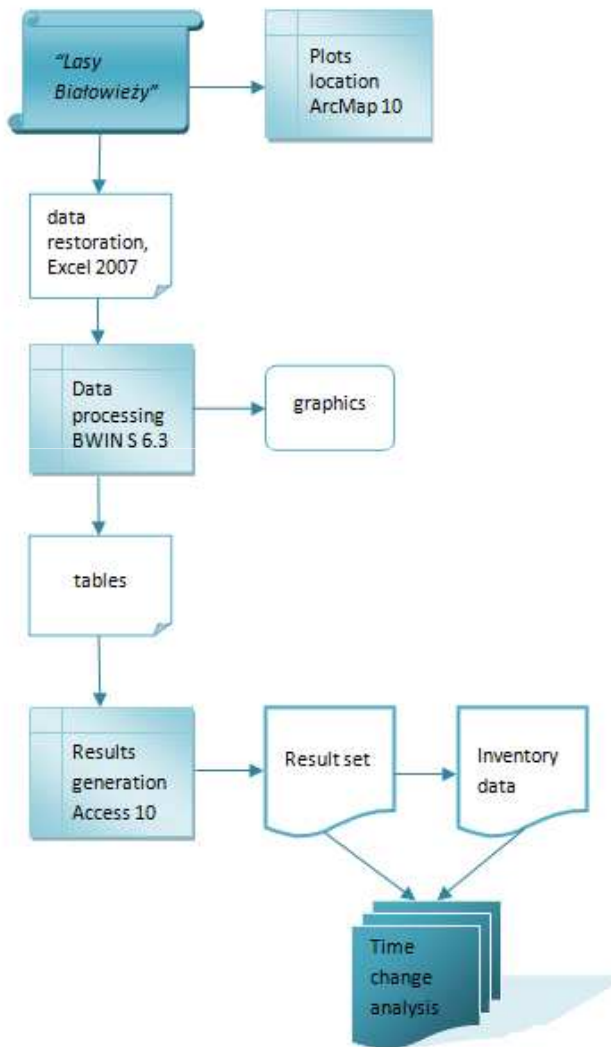 “Lasy
Białowieży”
Plots
location
ArcMap 10
data
restoration,
Excel 2007
Data
processing
BWIN S 6.3
graphics
tables
Results
generation
Access 10
Result set
Inventory
data
Time
change
analysis